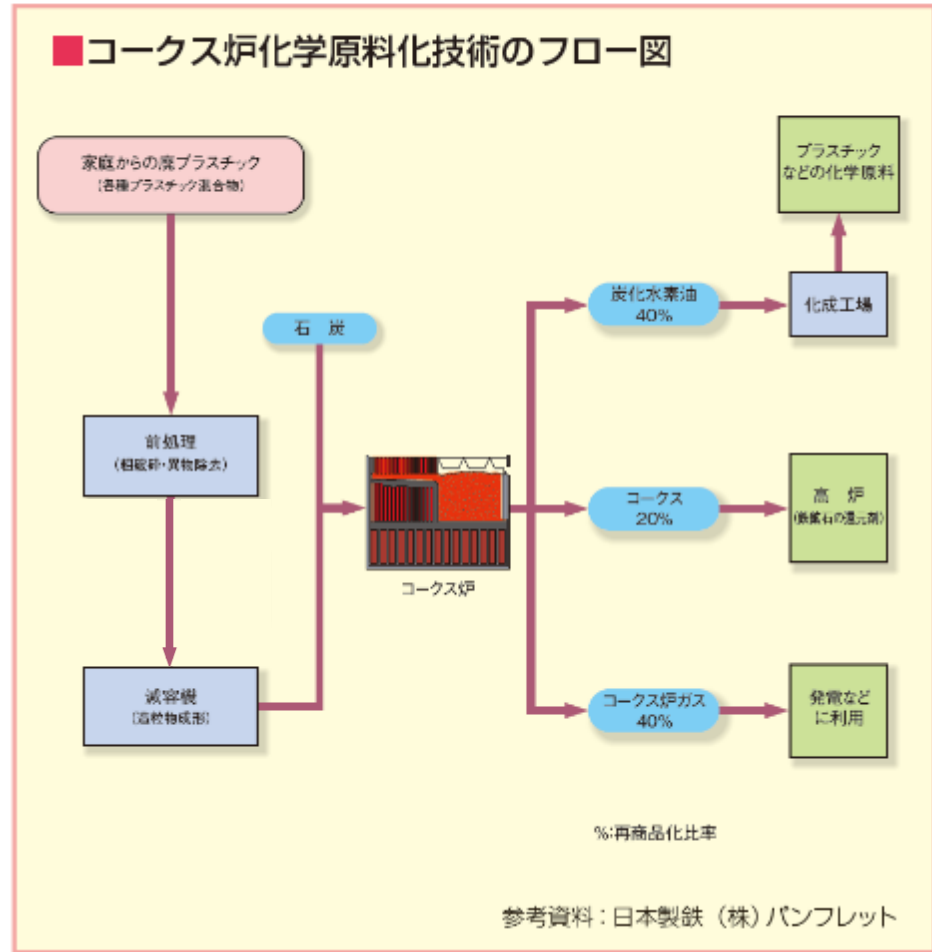 ■コークス炉化学原料化技術のフロー図
家庭からの廃プラスチック
(各種プラスチック混合物)
プラスチック
などの化学原料
石 炭
炭化水素油
40%
化成工場
前処理
(粗破砕・異物除去)
コークス
20%
高 炉
(鉄鉱石の還元剤)
コークス炉
減容機
(造粒物成形)
コークス炉ガス
40%
発電など
に利用
%:再商品化比率
参考資料:日本製鉄(株)パンフレット